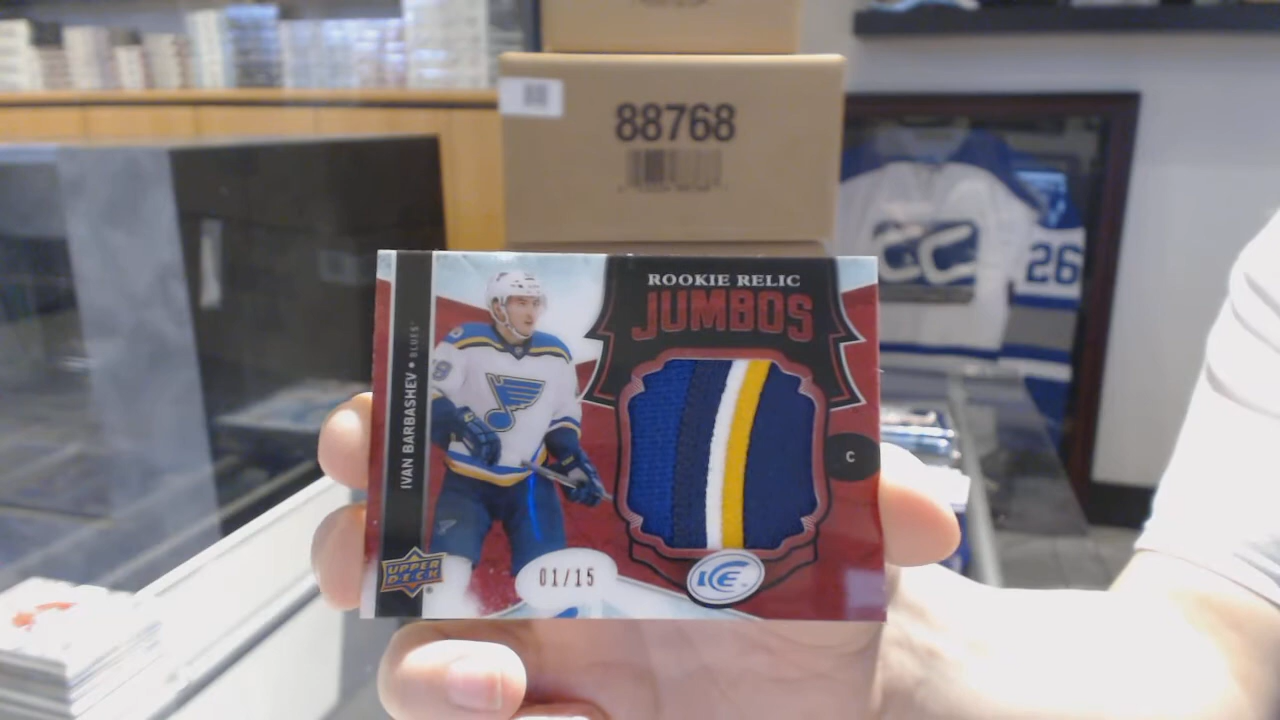 88768
26
ROOKIE RELIC
JUMBOS
IVAN BARBASHEV • BLUES
C
UPPER
DECK
01/15
ICE